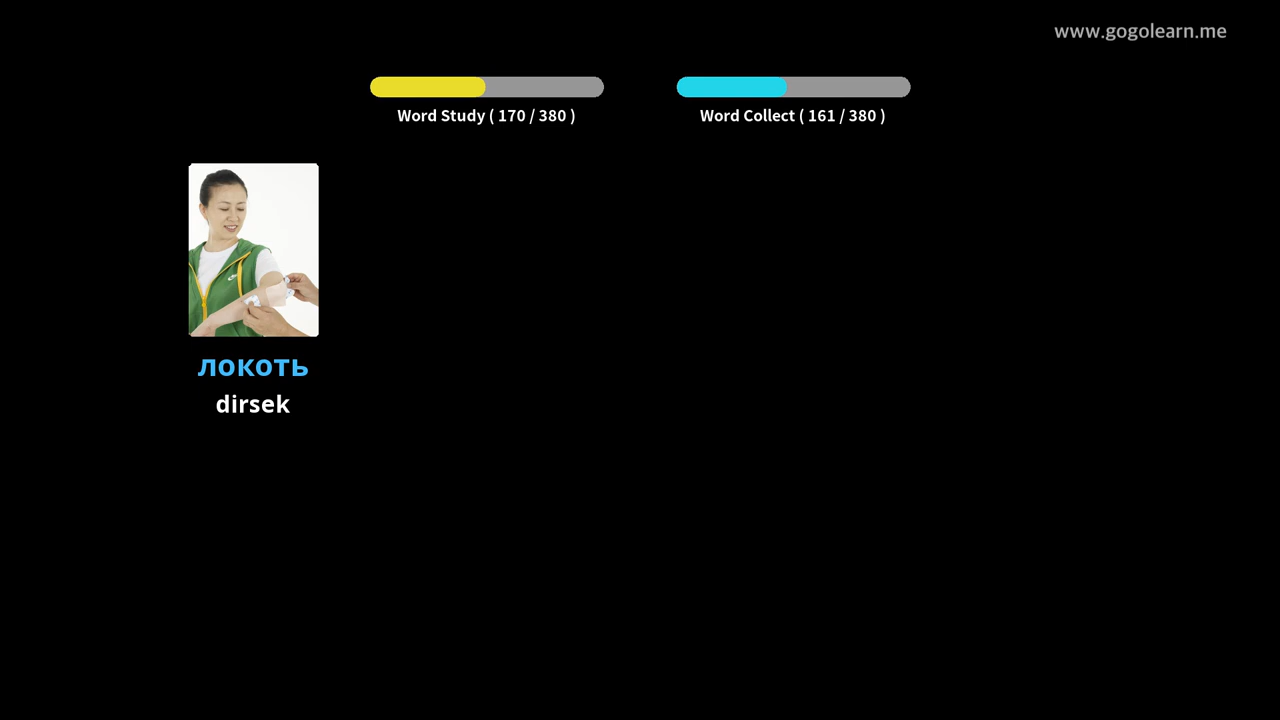 www.gogolearn.me
Word Study ( 170 / 380 )
Word Collect ( 161 / 380 )
локоть
dirsek